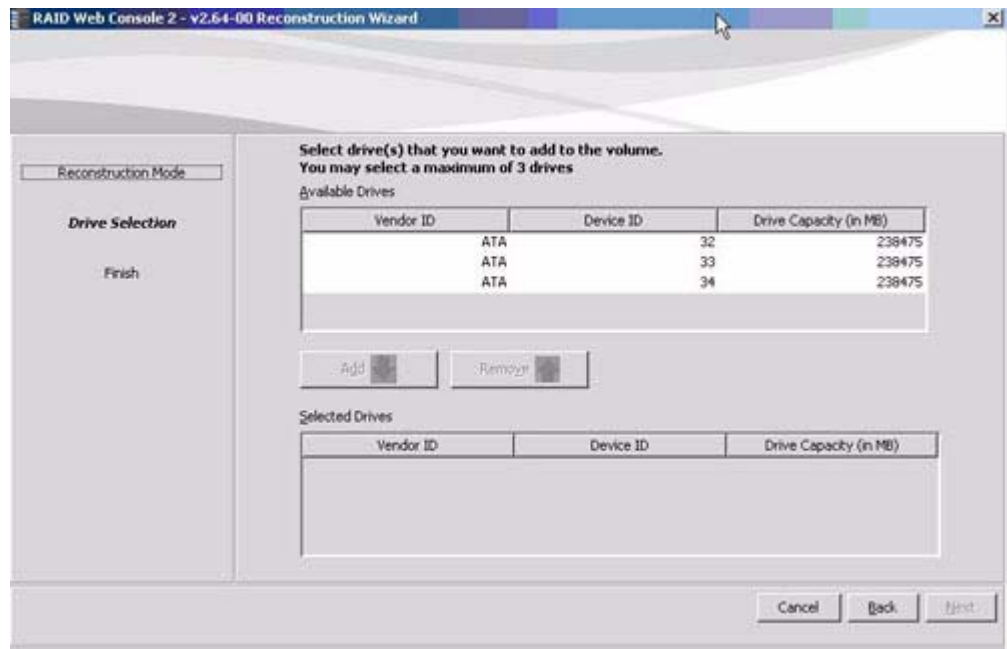 RAID Web Console 2 - v2.64-00 Reconstruction Wizard
Reconstruction Mode
Drive Selection
Finish
Select drive(s) that you want to add to the volume.
You may select a maximum of 3 drives
Available Drives
Vendor ID Device ID Drive Capacity (in MB)
ATA 32 238475
ATA 33 238475
ATA 34 238475
Add Remove
Selected Drives
Vendor ID Device ID Drive Capacity (in MB)
Cancel Back Next